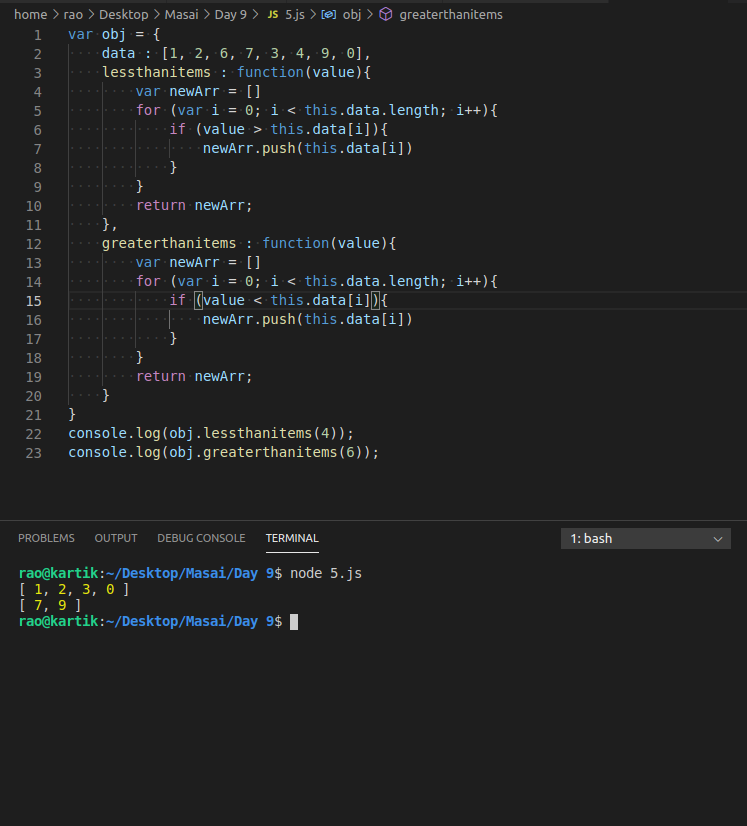 home > rao > Desktop > Masai > Day 9 > JS 5.js > obj > greaterthanitems
1 var obj = {
2 data : [1, 2, 6, 7, 3, 4, 9, 0],
3 lessthanitems : function(value){
4 var newArr = []
5 for (var i = 0; i < this.data.length; i++){
6 if (value > this.data[i]){
7 newArr.push(this.data[i])
8 }
9 }
10 return newArr;
11 },
12 greaterthanitems : function(value){
13 var newArr = []
14 for (var i = 0; i < this.data.length; i++){
15 if (value < this.data[i]){
16 newArr.push(this.data[i])
17 }
18 }
19 return newArr;
20 }
21 }
22 console.log(obj.lessthanitems(4));
23 console.log(obj.greaterthanitems(6));
PROBLEMS OUTPUT DEBUG CONSOLE TERMINAL 1: bash
rao@kartik:~/Desktop/Masai/Day 9$ node 5.js
[ 1, 2, 3, 0 ]
[ 7, 9 ]
rao@kartik:~/Desktop/Masai/Day 9$